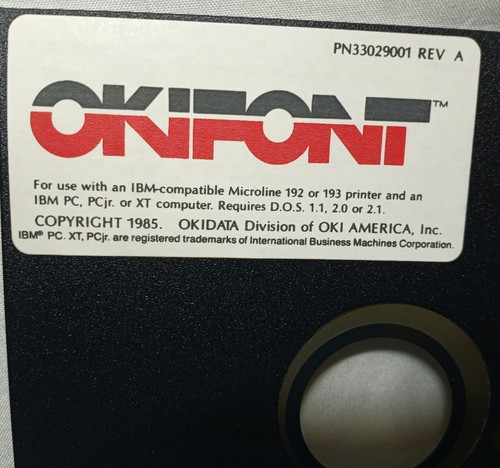 PN33029001 REV A
OKIFONT™
For use with an IBM-compatible Microline 192 or 193 printer and an
IBM PC, PCjr. or XT computer. Requires D.O.S. 1.1, 2.0 or 2.1.
COPYRIGHT 1985. OKIDATA Division of OKI AMERICA, Inc.
IBM® PC. XT, PCjr. are registered trademarks of International Business Machines Corporation.